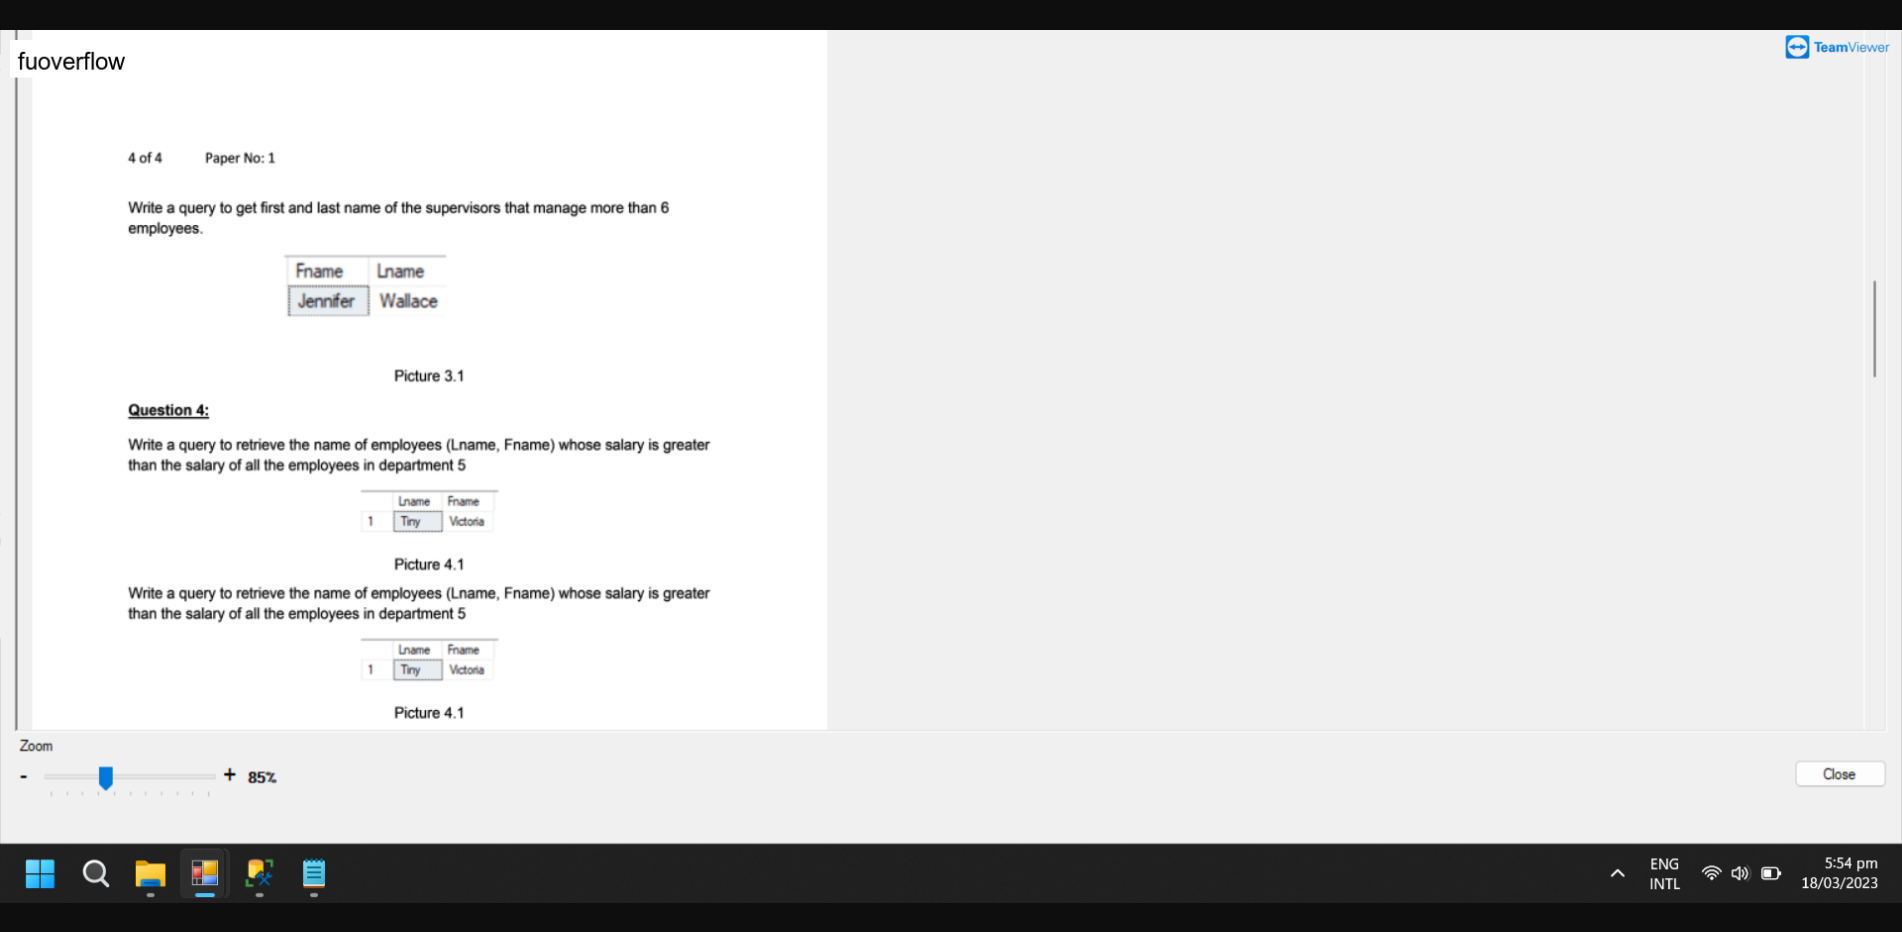 fuoverflow
TeamViewer
4 of 4 Paper No: 1
Write a query to get first and last name of the supervisors that manage more than 6
employees.
Fname Lname
Jennifer Wallace
Picture 3.1
Question 4:
Write a query to retrieve the name of employees (Lname, Fname) whose salary is greater
than the salary of all the employees in department 5
Lname Fname
1 Tiny Victoria
Picture 4.1
Write a query to retrieve the name of employees (Lname, Fname) whose salary is greater
than the salary of all the employees in department 5
Lname Fname
1 Tiny Victoria
Picture 4.1
Zoom
- + 85%
Close
ENG
INTL
5:54 pm
18/03/2023